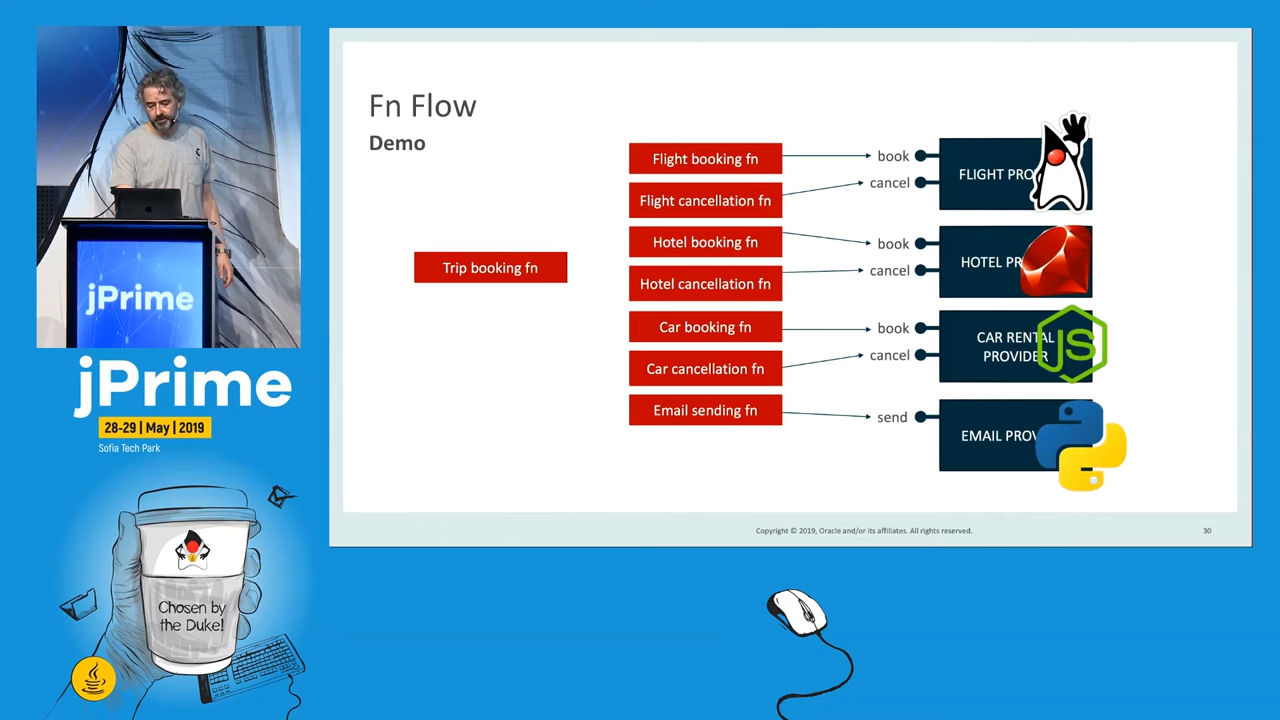 jPrime
jPrime
28-29 | May | 2019
Sofia Tech Park
Chosen by
the Duke!
Fn Flow
Demo
Trip booking fn
Flight booking fn
Flight cancellation fn
Hotel booking fn
Hotel cancellation fn
Car booking fn
Car cancellation fn
Email sending fn
book
cancel
book
cancel
book
cancel
send
FLIGHT PRO
HOTEL PR
CAR RENTAL
PROVIDER
JS
EMAIL PROV
Copyright © 2019, Oracle and/or its affiliates. All rights reserved.
30